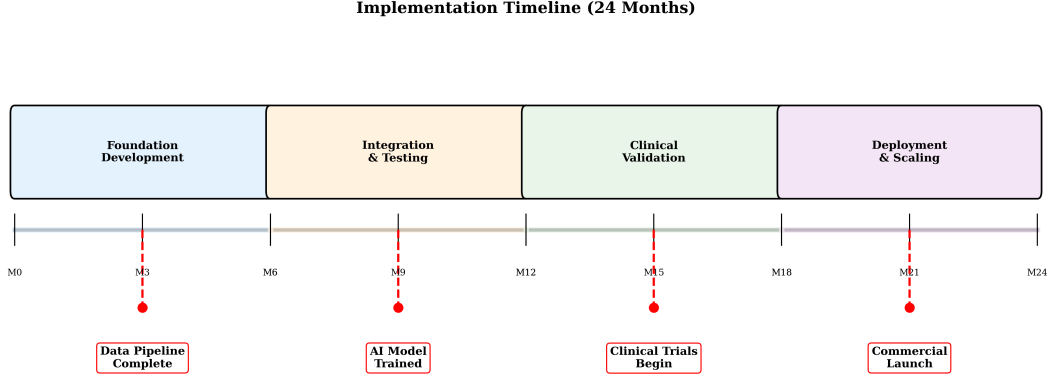 Implementation Timeline (24 Months)
Foundation
Development
Integration
& Testing
Clinical
Validation
Deployment
& Scaling
M0
M3
M6
M9
M12
M15
M18
M21
M24
Data Pipeline
Complete
AI Model
Trained
Clinical Trials
Begin
Commercial
Launch